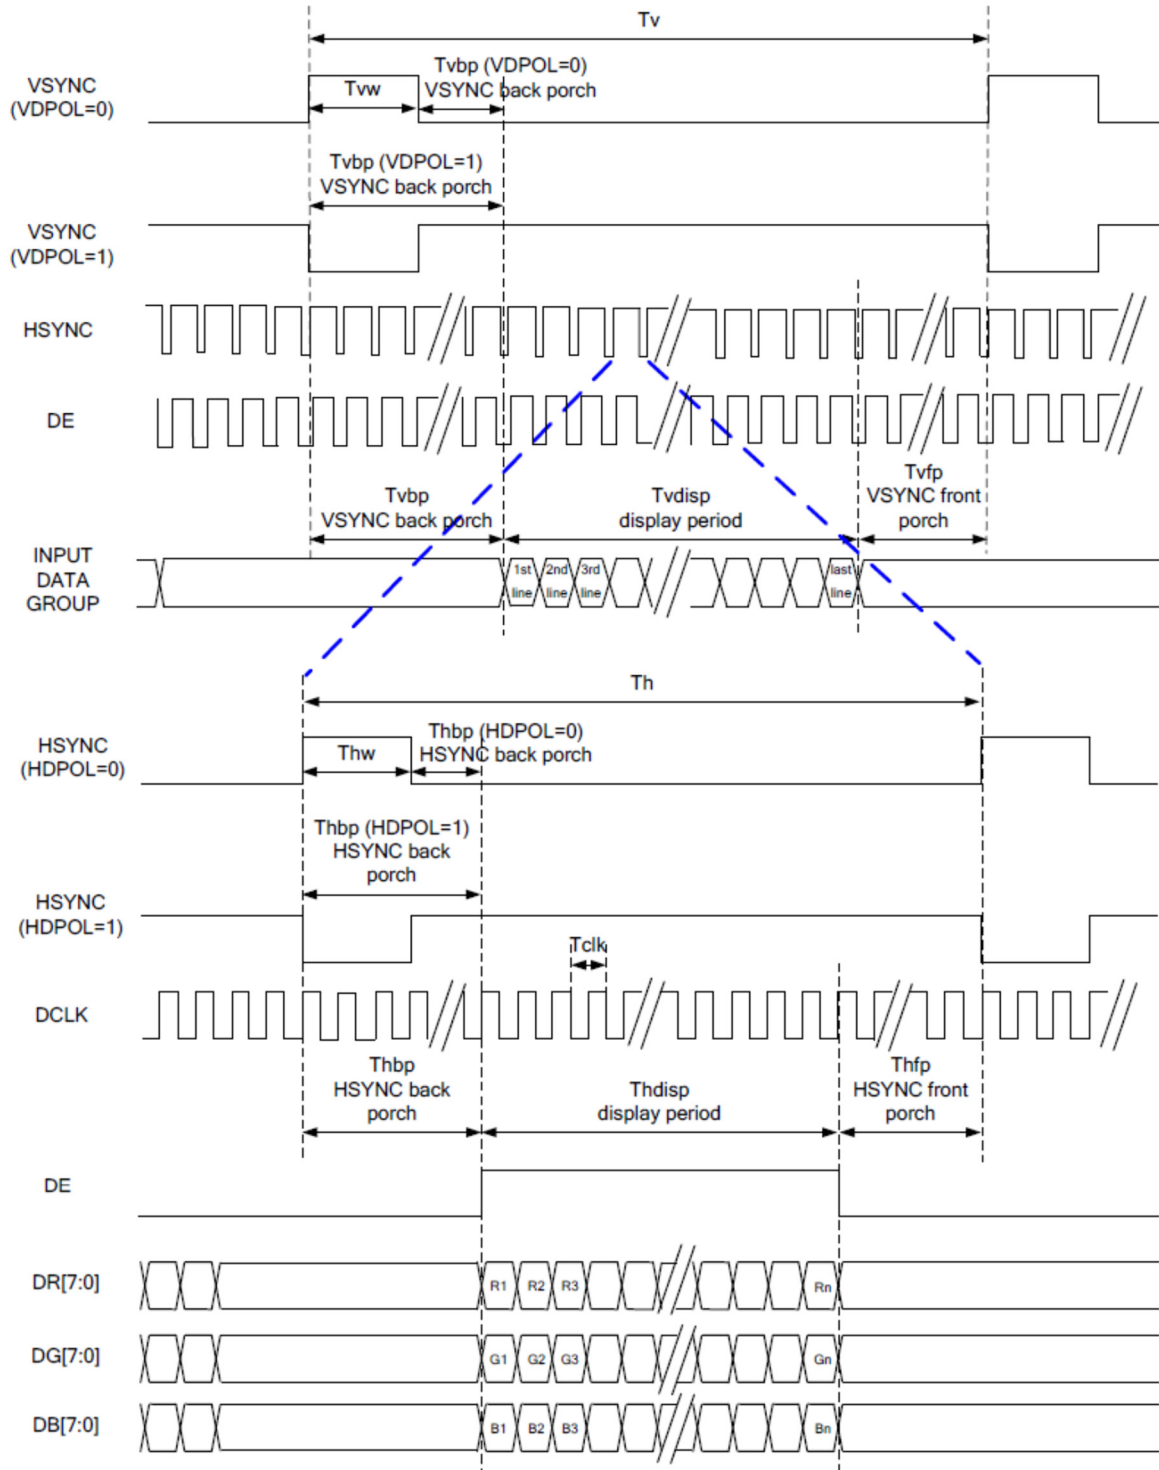 Tv
VSYNC
(VDPOL=0)
Tvw
Tvbp (VDPOL=0)
VSYNC back porch
Tvbp (VDPOL=1)
VSYNC back porch
VSYNC
(VDPOL=1)
HSYNC
DE
Tvbp
VSYNC back porch
Tvdisp
display period
Tvfp
VSYNC front
porch
INPUT
DATA
GROUP
1st
line
2nd
line
3rd
line
last
line
Th
HSYNC
(HDPOL=0)
Thw
Thbp (HDPOL=0)
HSYNC back porch
Thbp (HDPOL=1)
HSYNC back
porch
HSYNC
(HDPOL=1)
Tclk
DCLK
Thbp
HSYNC back
porch
Thdisp
display period
Thfp
HSYNC front
porch
DE
DR[7:0]
R1 R2 R3 Rn
DG[7:0]
G1 G2 G3 Gn
DB[7:0]
B1 B2 B3 Bn